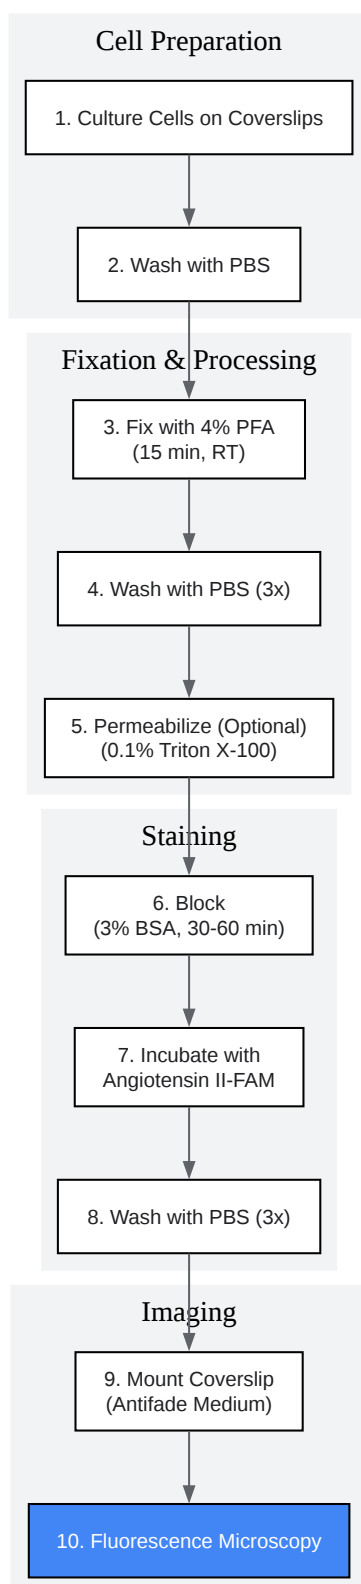 Cell Preparation
1. Culture Cells on Coverslips
2. Wash with PBS
Fixation & Processing
3. Fix with 4% PFA
(15 min, RT)
4. Wash with PBS (3x)
5. Permeabilize (Optional)
(0.1% Triton X-100)
Staining
6. Block
(3% BSA, 30-60 min)
7. Incubate with
Angiotensin II-FAM
8. Wash with PBS (3x)
Imaging
9. Mount Coverslip
(Antifade Medium)
10. Fluorescence Microscopy